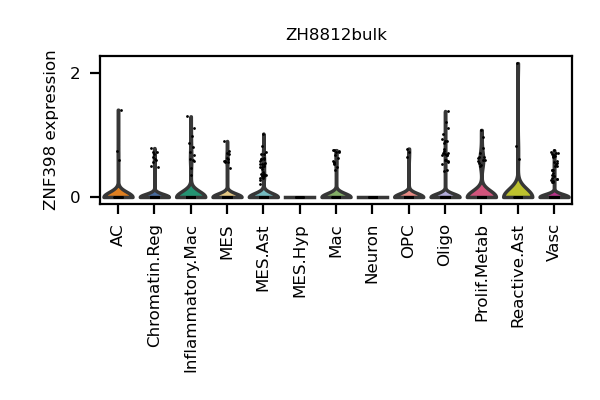 ZH8812bulk
ZNF398 expression
2
0
AC
Chromatin.Reg
Inflammatory.Mac
MES
MES.Ast
MES.Hyp
Mac
Neuron
OPC
Oligo
Prolif.Metab
Reactive.Ast
Vasc